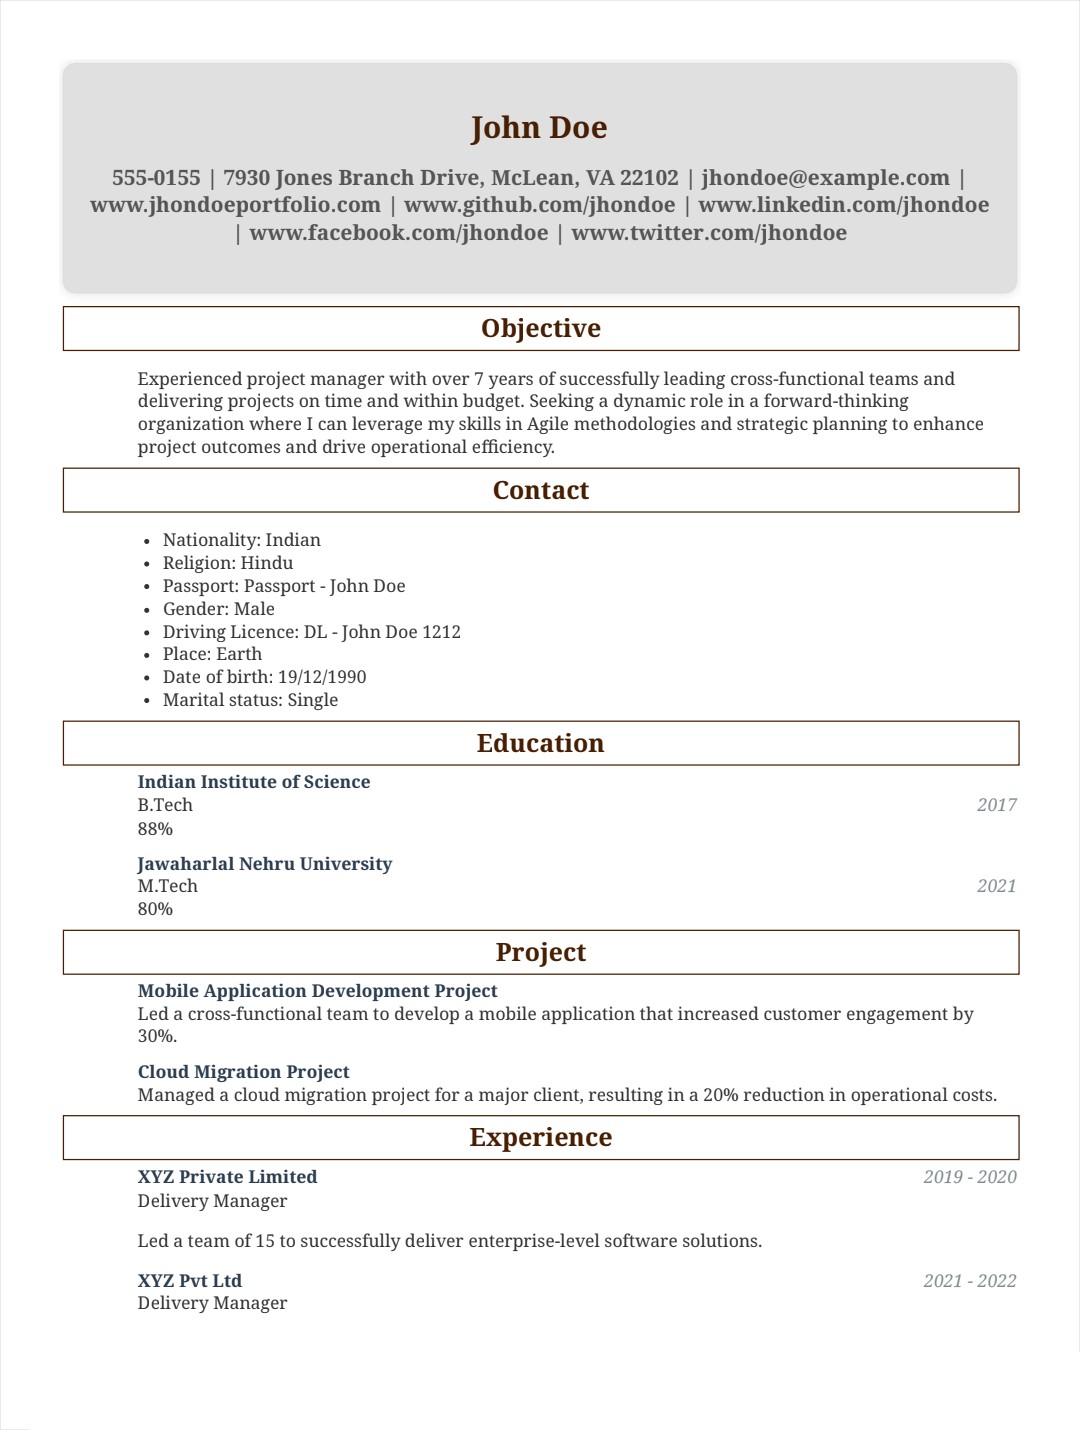 John Doe
555-0155 | 7930 Jones Branch Drive, McLean, VA 22102 | jhondoe@example.com |
www.jhondoeportfolio.com | www.github.com/jhondoe | www.linkedin.com/jhondoe
| www.facebook.com/jhondoe | www.twitter.com/jhondoe
Objective
Experienced project manager with over 7 years of successfully leading cross-functional teams and
delivering projects on time and within budget. Seeking a dynamic role in a forward-thinking
organization where I can leverage my skills in Agile methodologies and strategic planning to enhance
project outcomes and drive operational efficiency.
Contact
• Nationality: Indian
• Religion: Hindu
• Passport: Passport - John Doe
• Gender: Male
• Driving Licence: DL - John Doe 1212
• Place: Earth
• Date of birth: 19/12/1990
• Marital status: Single
Education
Indian Institute of Science
B.Tech 2017
88%
Jawaharlal Nehru University
M.Tech 2021
80%
Project
Mobile Application Development Project
Led a cross-functional team to develop a mobile application that increased customer engagement by
30%.
Cloud Migration Project
Managed a cloud migration project for a major client, resulting in a 20% reduction in operational costs.
Experience
XYZ Private Limited 2019 - 2020
Delivery Manager
Led a team of 15 to successfully deliver enterprise-level software solutions.
XYZ Pvt Ltd 2021 - 2022
Delivery Manager